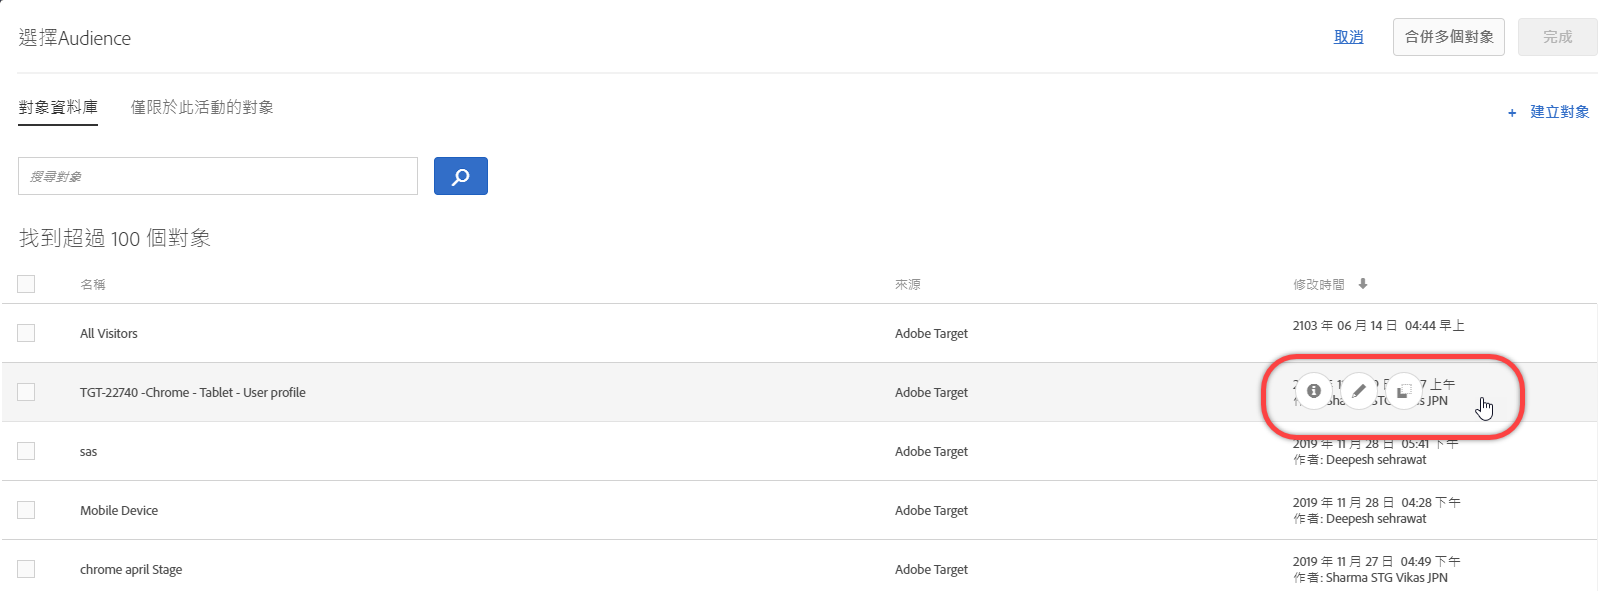 選擇Audience
取消
合併多個對象
完成
對象資料庫
僅限於此活動的對象
+ 建立對象
搜尋對象
找到超過 100 個對象
名稱
來源
修改時間
All Visitors
Adobe Target
2103 年 06 月 14 日 04:44 早上
TGT-22740 -Chrome - Tablet - User profile
Adobe Target
上午
JPN
sas
Adobe Target
2019 年 11 月 28 日 05:41 下午
作者: Deepesh sehrawat
Mobile Device
Adobe Target
2019 年 11 月 28 日 04:28 下午
作者: Deepesh sehrawat
chrome april Stage
Adobe Target
2019 年 11 月 27 日 04:49 下午
作者: Sharma STG Vikas JPN